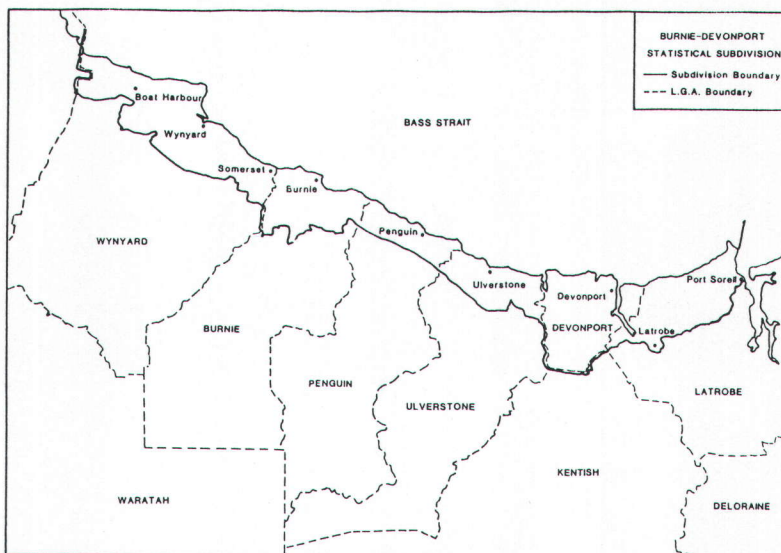 BURNIE-DEVONPORT
STATISTICAL SUBDIVISION
Subdivision Boundary
L.G.A. Boundary
Boat Harbour
BASS STRAIT
Wynyard
Somerset
Burnie
Penguin
WYNYARD
Ulverstone
Port Sorell
Devonport
BURNIE
DEVONPORT
Latrobe
PENGUIN
ULVERSTONE
LATROBE
KENTISH
WARATAH
DELORAINE